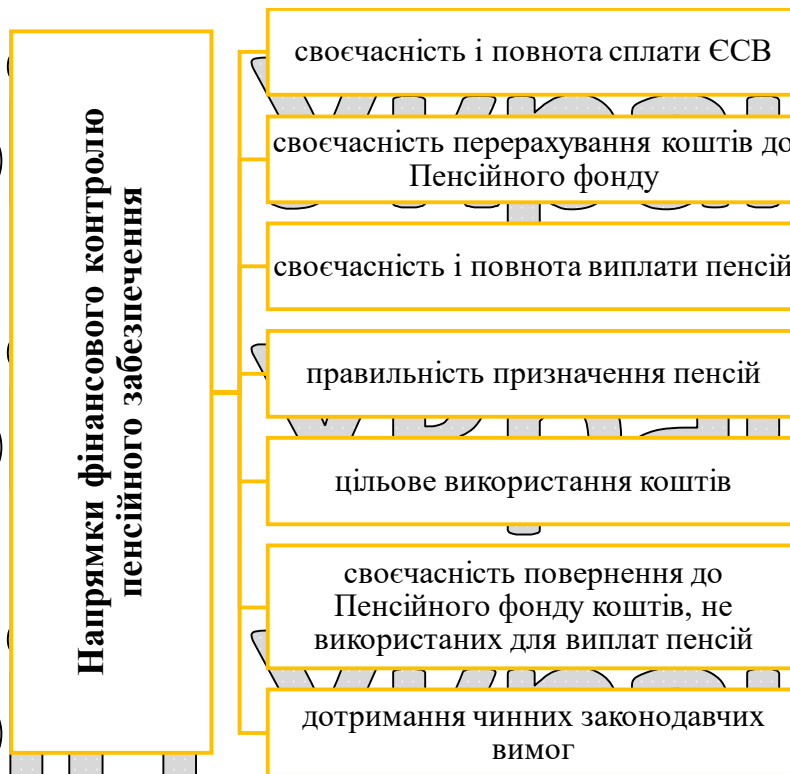 Напрямки фінансового контролю
пенсійного забезпечення
своєчасність і повнота сплати ЄСВ
своєчасність перерахування коштів до
Пенсійного фонду
своєчасність і повнота виплати пенсій
правильність призначення пенсій
цільове використання коштів
своєчасність повернення до
Пенсійного фонду коштів, не
використаних для виплат пенсій
дотримання чинних законодавчих
вимог